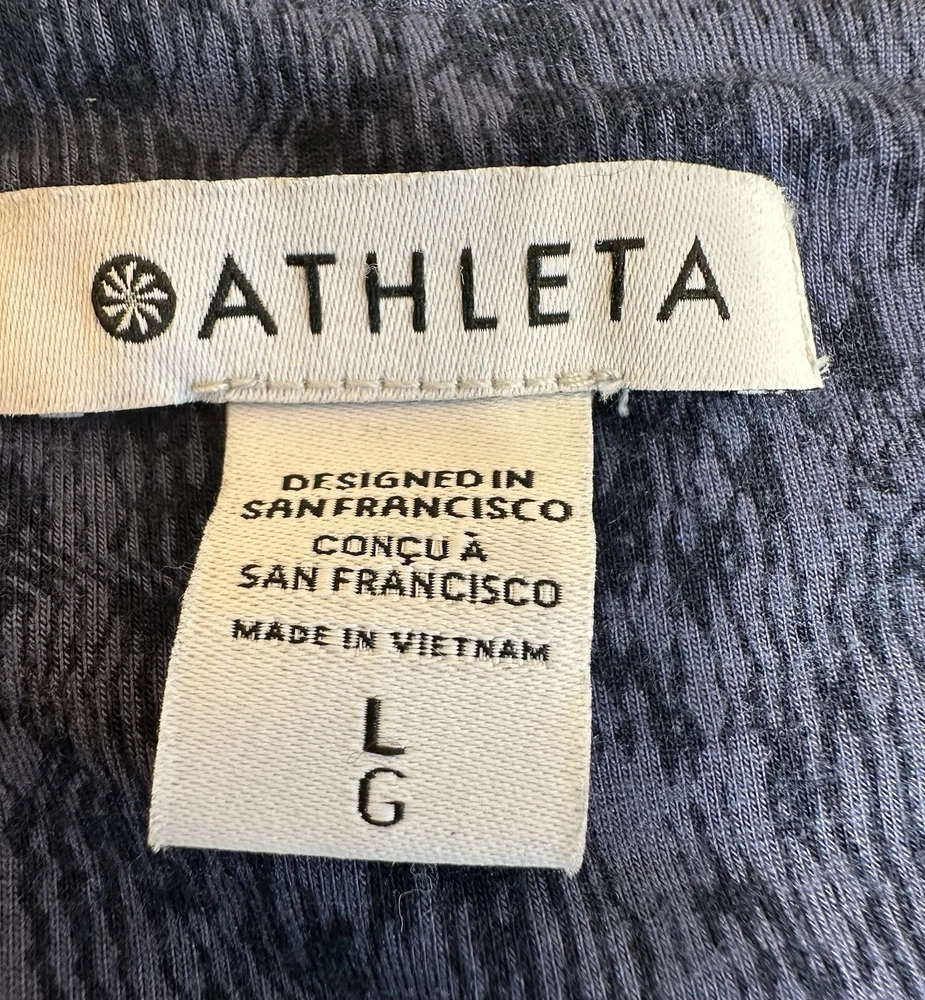 ATHLETA
DESIGNED IN
SAN FRANCISCO
CONÇU À
SAN FRANCISCO
MADE IN VIETNAM
L
G